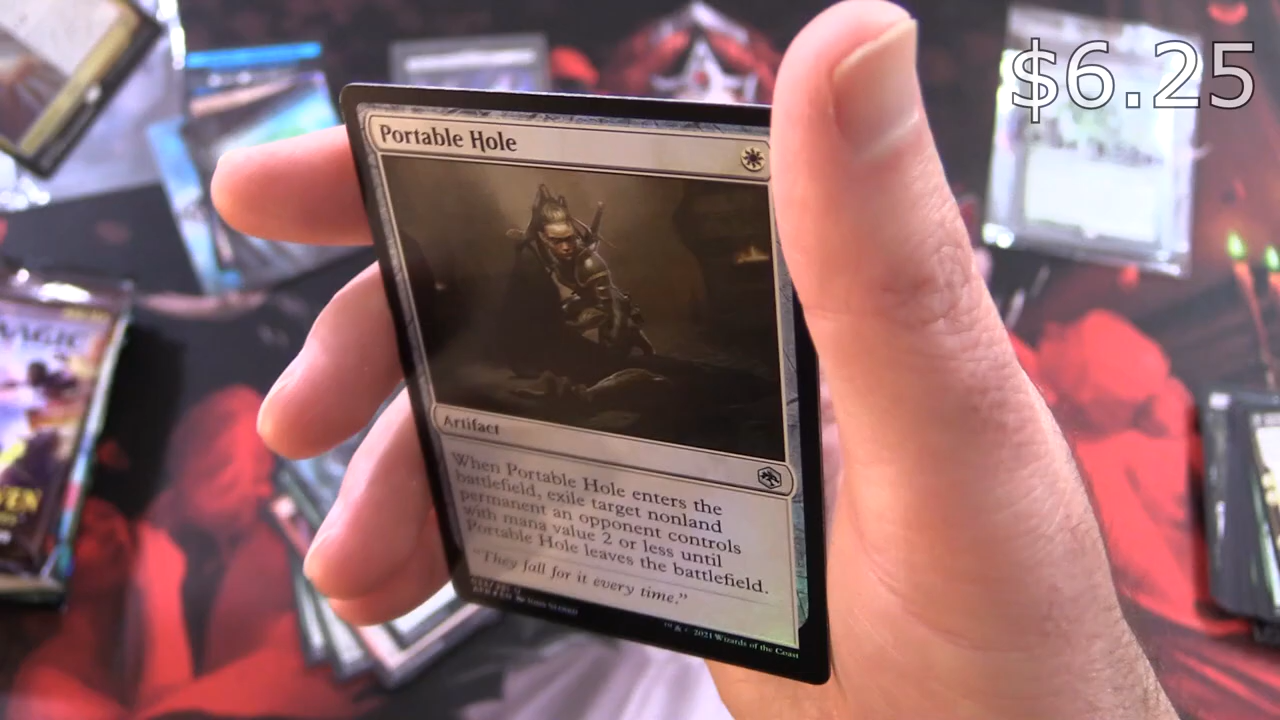 $6.25
Portable Hole
Artifact
When Portable Hole enters the
battlefield, exile target nonland
permanent an opponent controls
with mana value 2 or less until
Portable Hole leaves the battlefield.
"They fall for it every time."
2021 Wizards of the Coast
MAGIC